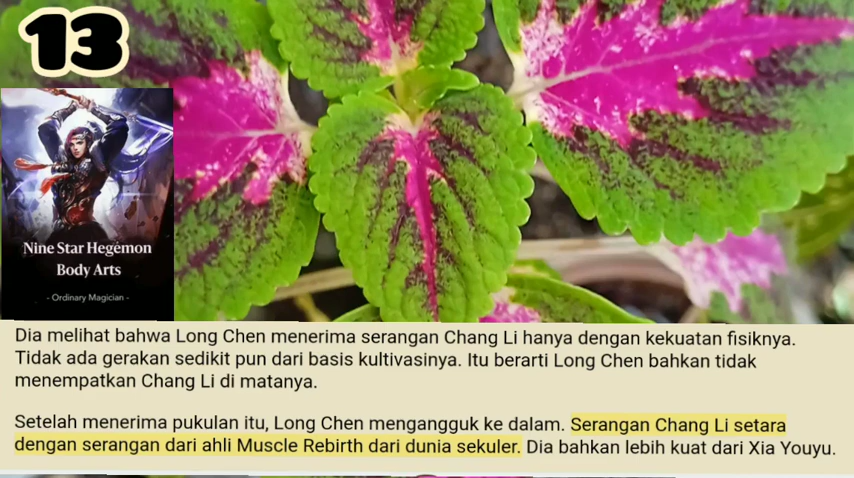 13
Nine Star Hegemon
Body Arts
- Ordinary Magician -
Dia melihat bahwa Long Chen menerima serangan Chang Li hanya dengan kekuatan fisiknya.
Tidak ada gerakan sedikit pun dari basis kultivasinya. Itu berarti Long Chen bahkan tidak
menempatkan Chang Li di matanya.
Setelah menerima pukulan itu, Long Chen mengangguk ke dalam. Serangan Chang Li setara
dengan serangan dari ahli Muscle Rebirth dari dunia sekuler. Dia bahkan lebih kuat dari Xia Youyu.